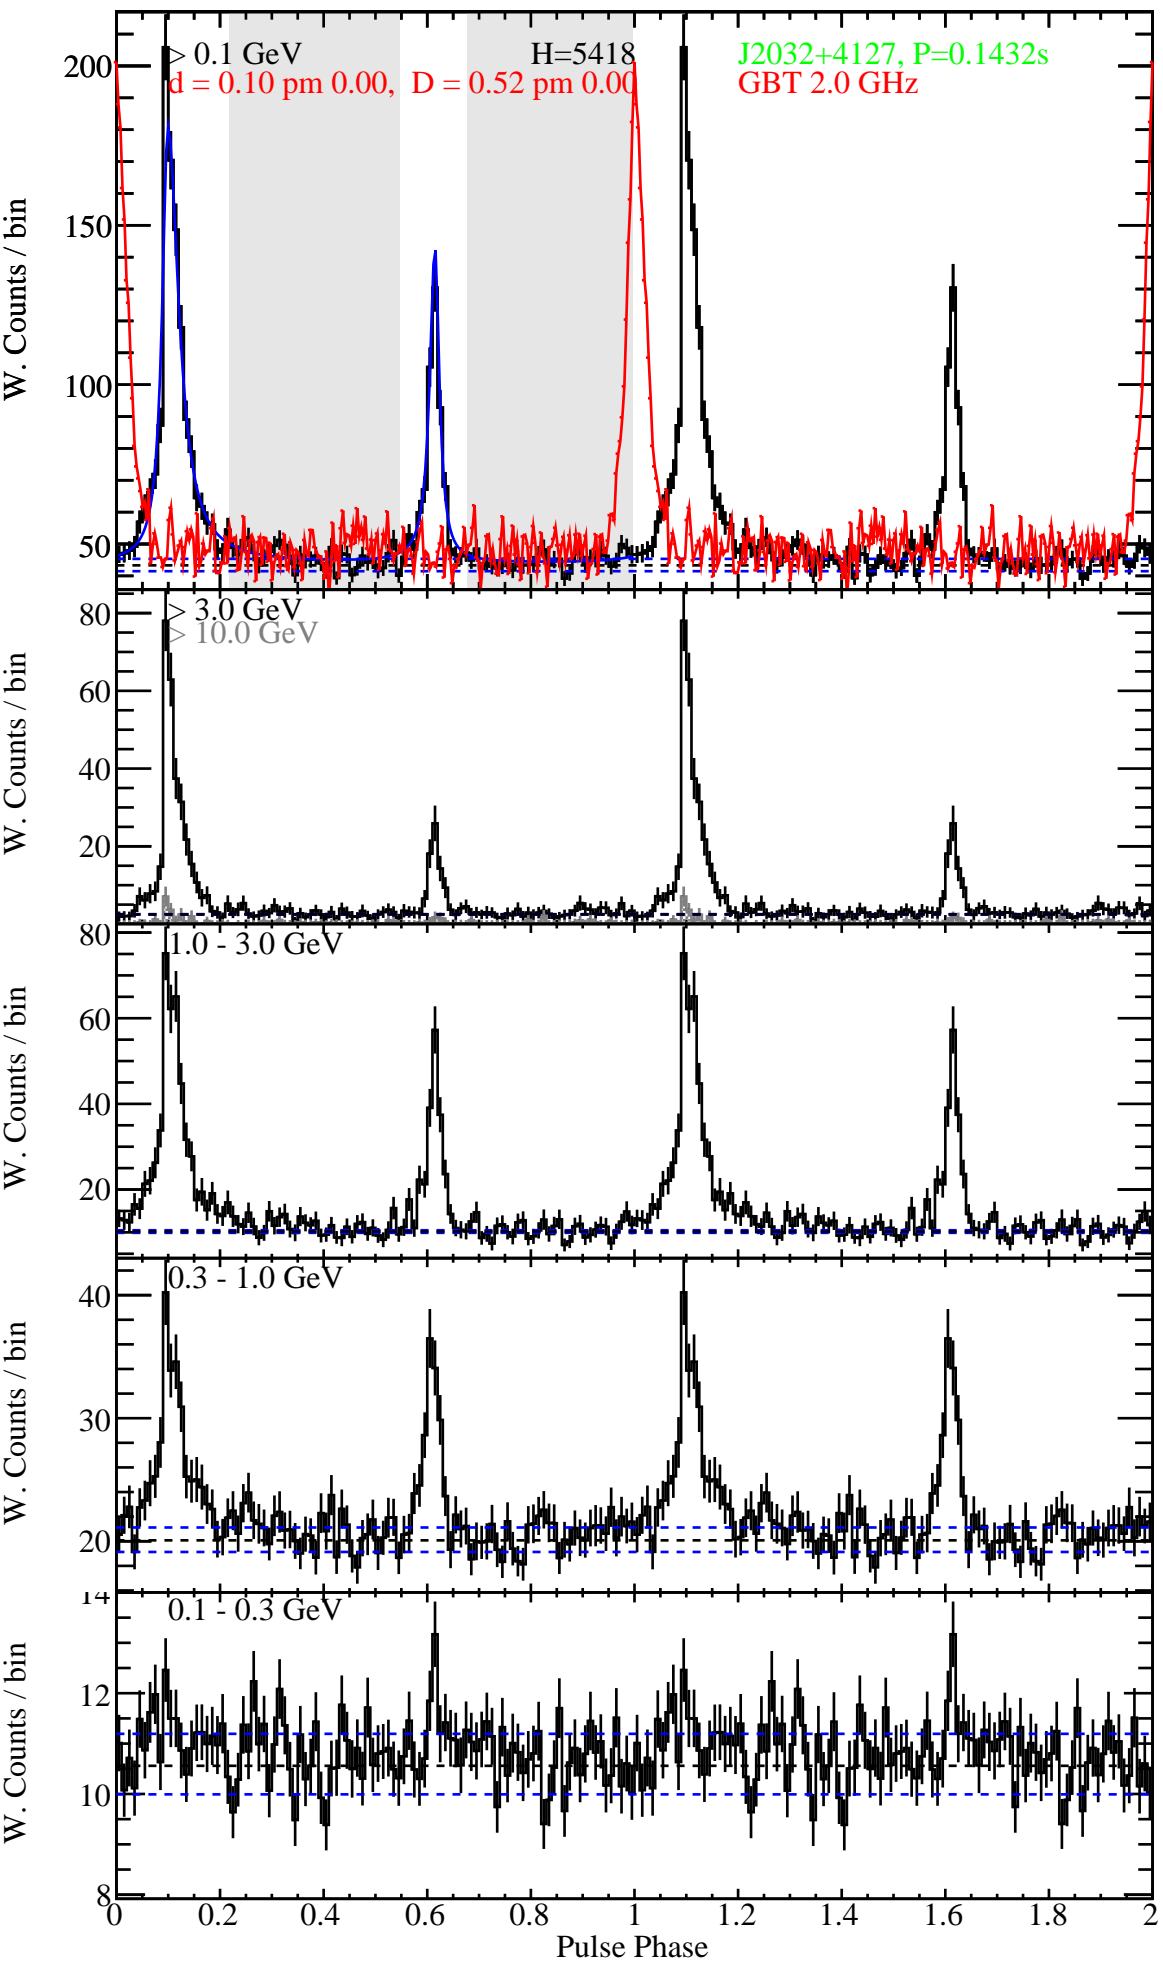 > 0.1 GeV H=5418 J2032+4127, P=0.1432s
d = 0.10 pm 0.00, D = 0.52 pm 0.00 GBT 2.0 GHz
W. Counts / bin
200
150
100
50
> 3.0 GeV
> 10.0 GeV
W. Counts / bin
80
60
40
20
1.0 - 3.0 GeV
W. Counts / bin
80
60
40
20
0.3 - 1.0 GeV
W. Counts / bin
40
30
20
0.1 - 0.3 GeV
W. Counts / bin
14
12
10
8
0 0.2 0.4 0.6 0.8 1 1.2 1.4 1.6 1.8 2
Pulse Phase